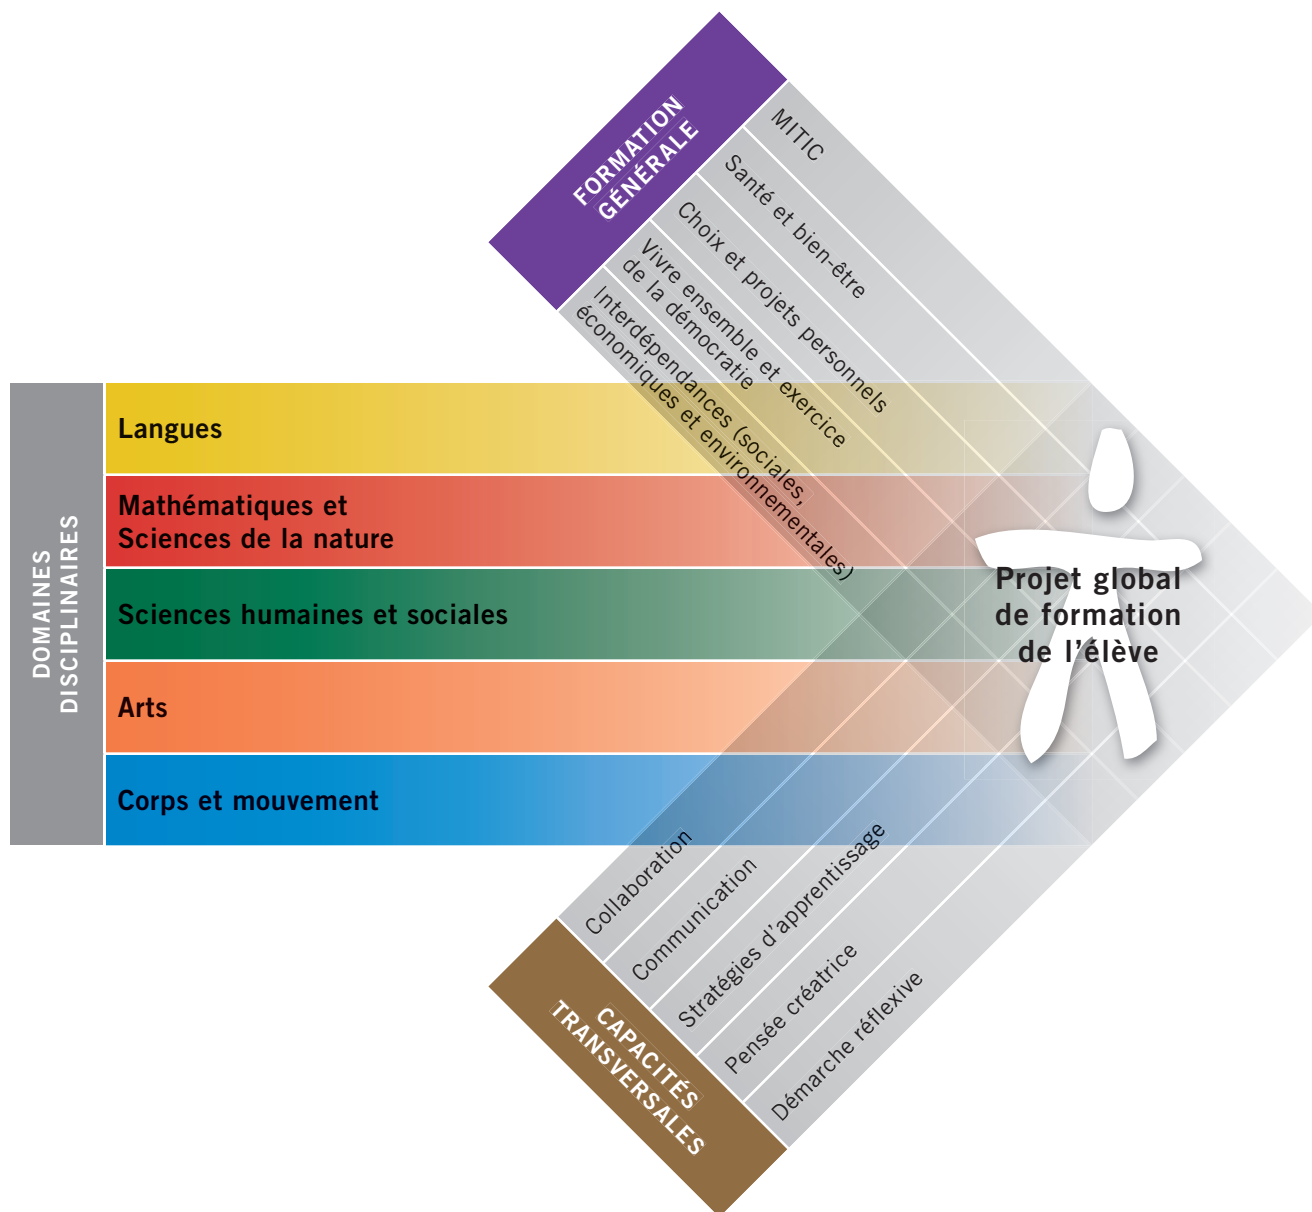 FORMATION
GÉNÉRALE
MITIC
Santé et bien-être
Choix et projets personnels
Vivre ensemble et exercice
de la démocratie
Interdépendances (sociales,
économiques et environnementales)
DOMAINES
DISCIPLINAIRES
Langues
Mathématiques et
Sciences de la nature
Sciences humaines et sociales
Arts
Corps et mouvement
Projet global
de formation
de l'élève
Collaboration
Communication
Stratégies d'apprentissage
Pensée créatrice
Démarche réflexive
CAPACITÉS
TRANSVERSALES